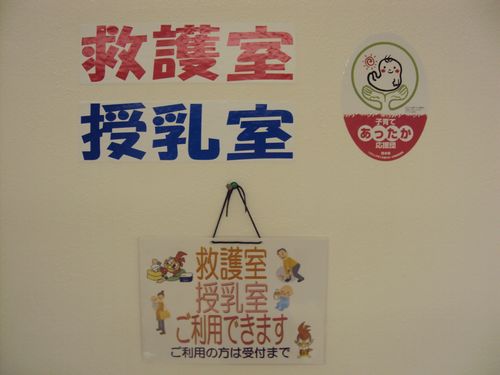 救護室
授乳室
子育て
あったか
応援団
救護室
授乳室
ご利用できます
ご利用の方は受付まで